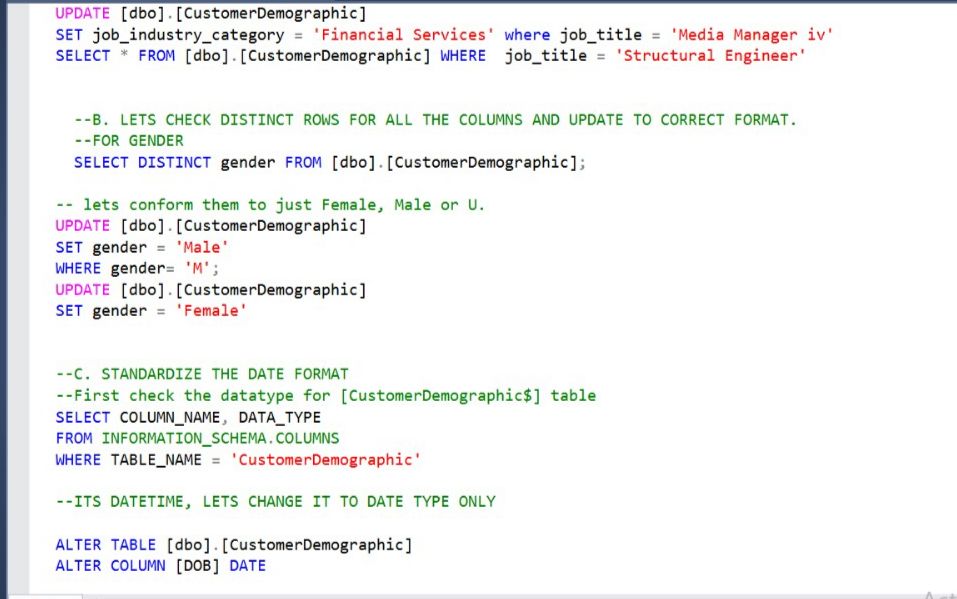 UPDATE [dbo].[CustomerDemographic]
SET job_industry_category = 'Financial Services' where job_title = 'Media Manager iv'
SELECT * FROM [dbo].[CustomerDemographic] WHERE  job_title = 'Structural Engineer'
--B. LETS CHECK DISTINCT ROWS FOR ALL THE COLUMNS AND UPDATE TO CORRECT FORMAT.
--FOR GENDER
SELECT DISTINCT gender FROM [dbo].[CustomerDemographic];
-- lets conform them to just Female, Male or U.
UPDATE [dbo].[CustomerDemographic]
SET gender = 'Male'
WHERE gender= 'M';
UPDATE [dbo].[CustomerDemographic]
SET gender = 'Female'
--C. STANDARDIZE THE DATE FORMAT
--First check the datatype for [CustomerDemographic$] table
SELECT COLUMN_NAME, DATA_TYPE
FROM INFORMATION_SCHEMA.COLUMNS
WHERE TABLE_NAME = 'CustomerDemographic'
--ITS DATETIME, LETS CHANGE IT TO DATE TYPE ONLY
ALTER TABLE [dbo].[CustomerDemographic]
ALTER COLUMN [DOB] DATE